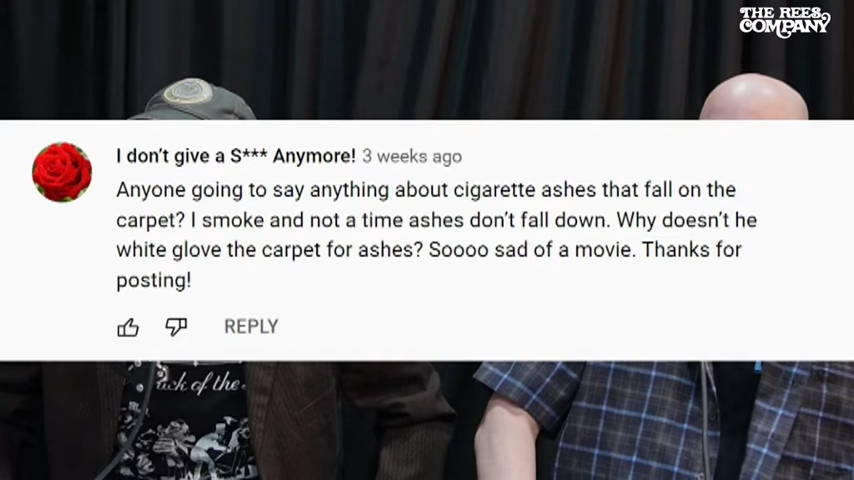 THE REES
COMPANY
I don't give a S*** Anymore! 3 weeks ago
Anyone going to say anything about cigarette ashes that fall on the
carpet? I smoke and not a time ashes don't fall down. Why doesn't he
white glove the carpet for ashes? Soooo sad of a movie. Thanks for
posting!
REPLY
of the